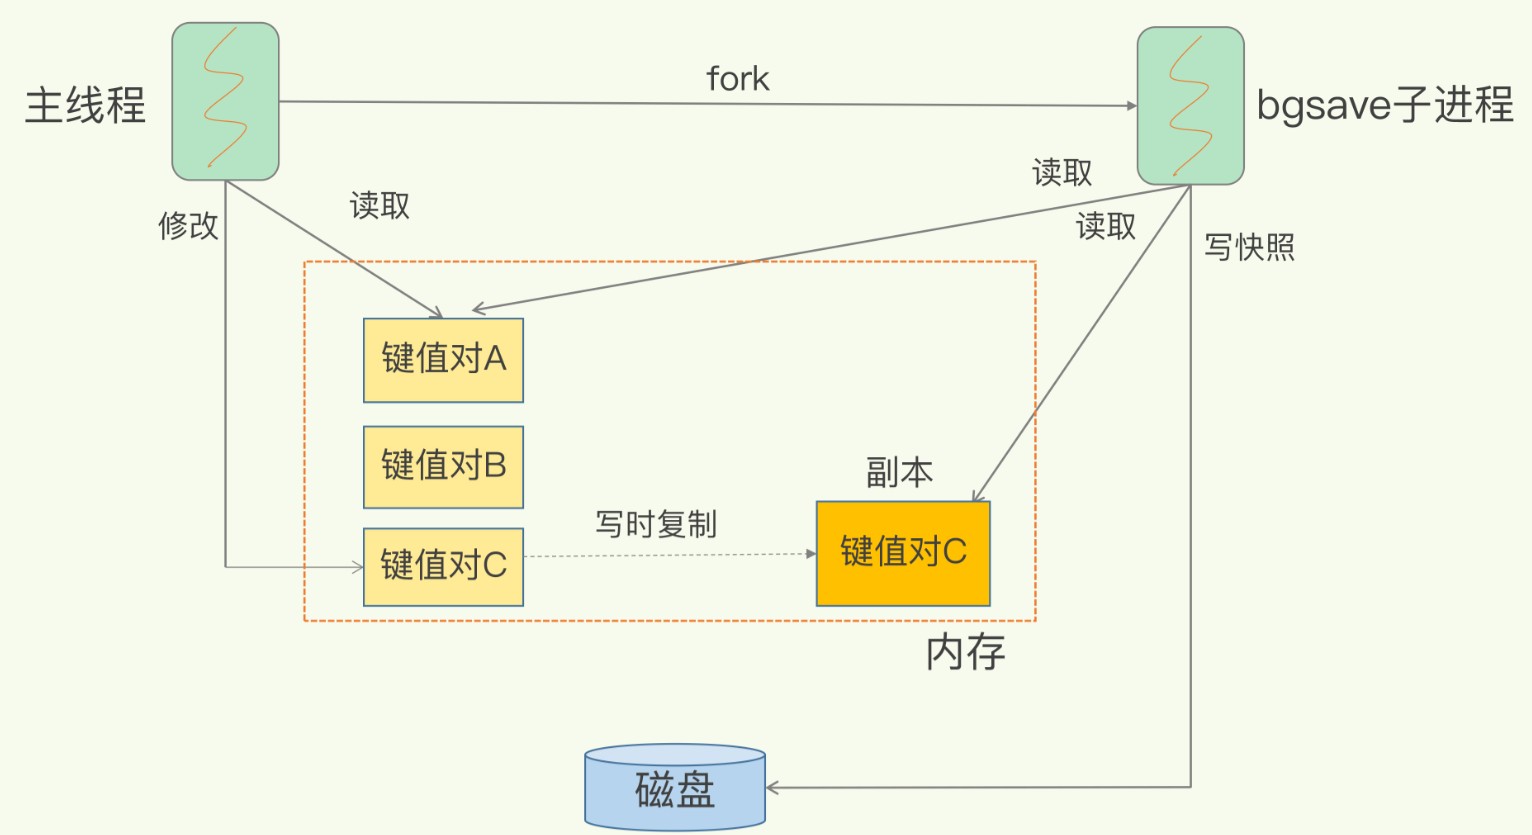 fork
主线程
bgsave子进程
读取
读取
修改
读取
写快照
键值对A
键值对B
副本
写时复制
键值对C
键值对C
内存
磁盘